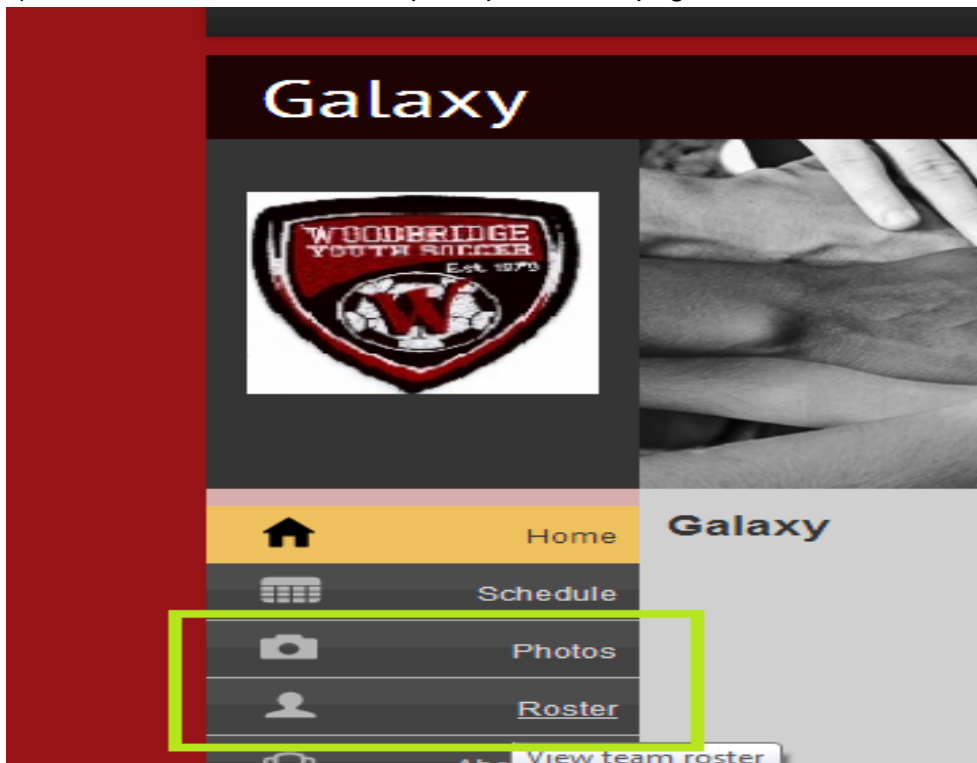 Galaxy
WOODBRIDGE
YOUTH SOCCER
Est. 1979
W
Home
Galaxy
Schedule
Photos
Roster
View team roster